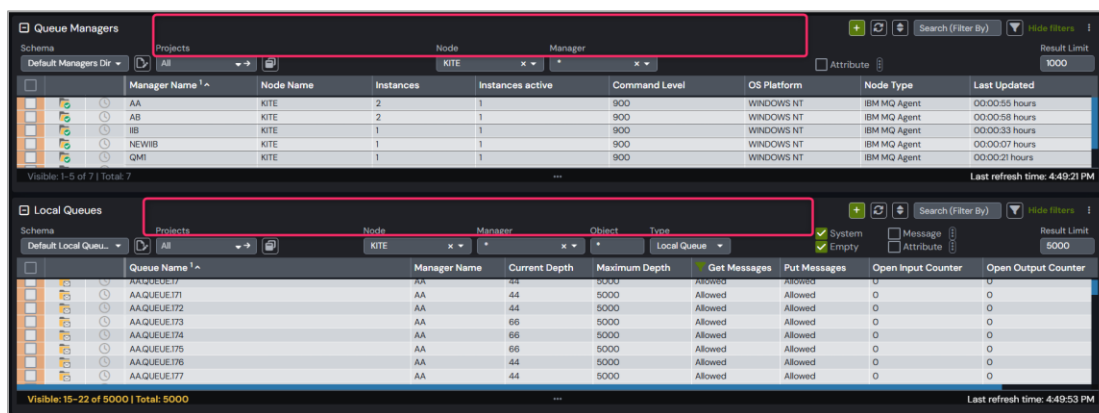 Queue Managers
Search (Filter By) Hide filters
Schema Projects Node Manager Result Limit
Default Managers Dir All KITE * Attribute 1000
Manager Name 1 Node Name Instances Instances active Command Level OS Platform Node Type Last Updated
AA KITE 2 1 900 WINDOWS NT IBM MQ Agent 00:00:55 hours
AB KITE 2 1 900 WINDOWS NT IBM MQ Agent 00:00:58 hours
IIB KITE 1 1 900 WINDOWS NT IBM MQ Agent 00:00:33 hours
NEWIIB KITE 1 1 900 WINDOWS NT IBM MQ Agent 00:00:07 hours
QM1 KITE 1 1 900 WINDOWS NT IBM MQ Agent 00:00:21 hours
Visible: 1-5 of 7 | Total: 7 Last refresh time: 4:49:21 PM
Local Queues
Search (Filter By) Hide filters
Schema Projects Node Manager Object Type System Message Result Limit
Default Local Queu... All KITE * * Local Queue Empty Attribute 5000
Queue Name 1 Manager Name Current Depth Maximum Depth Get Messages Put Messages Open Input Counter Open Output Counter
AA.QUEUE.17 AA 44 5000 Allowed Allowed 0 0
AA.QUEUE.171 AA 44 5000 Allowed Allowed 0 0
AA.QUEUE.172 AA 44 5000 Allowed Allowed 0 0
AA.QUEUE.173 AA 66 5000 Allowed Allowed 0 0
AA.QUEUE.174 AA 66 5000 Allowed Allowed 0 0
AA.QUEUE.175 AA 66 5000 Allowed Allowed 0 0
AA.QUEUE.176 AA 44 5000 Allowed Allowed 0 0
AA.QUEUE.177 AA 44 5000 Allowed Allowed 0 0
Visible: 15-22 of 5000 | Total: 5000 Last refresh time: 4:49:53 PM